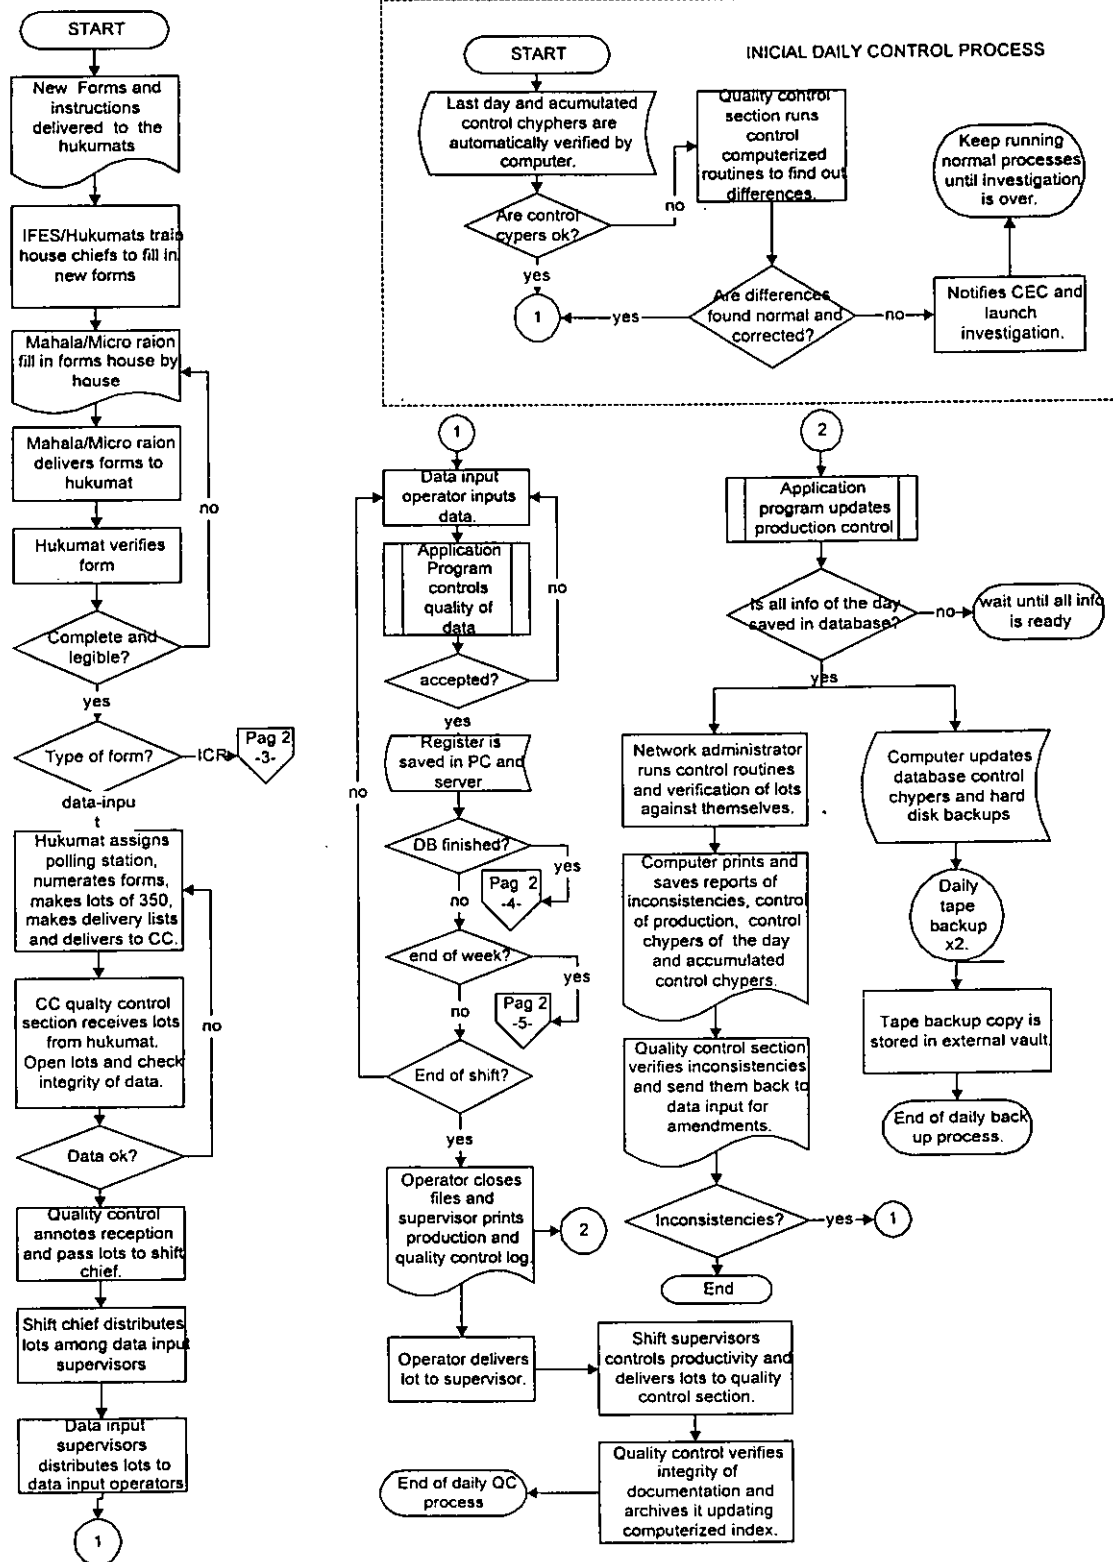 START
New Forms and
instructions
delivered to the
hukumats
IFES/Hukumats train
house chiefs to fill in
new forms
Mahala/Micro raion
fill in forms house by
house
Mahala/Micro raion
delivers forms to
hukumat
no
Hukumat verifies
form
Complete and
legible?
yes
Type of form?
ICR
Pag 2
-3-
data-inpu
t
Hukumat assigns
polling station,
numerates forms,
makes lots of 350,
makes delivery lists
and delivers to CC.
CC qualty control
section receives lots
from hukumat.
Open lots and check
integrity of data.
no
Data ok?
Quality control
annotes reception
and pass lots to shift
chief.
Shift chief distributes
lots among data input
supervisors
Data input
supervisors
distributes lots to
data input operators
1
START
INICIAL DAILY CONTROL PROCESS
Last day and acumulated
control chyphers are
automatically verified by
computer.
Are control
cypers ok?
no
yes
1
Quality control
section runs
control
computerized
routines to find out
differences.
Are differences
found normal and
corrected?
yes
no
Notifies CEC and
launch
investigation.
Keep running
normal processes
until investigation
is over.
1
Data input
operator inputs
data.
Application
Program
controls
quality of
data
no
accepted?
yes
Register is
saved in PC and
server
no
DB finished?
yes
Pag 2
-4-
no
end of week?
yes
Pag 2
-5-
no
End of shift?
yes
Operator closes
files and
supervisor prints
production and
quality control log.
2
Operator delivers
lot to supervisor.
Shift supervisors
controls productivity and
delivers lots to quality
control section.
Quality control verifies
integrity of
documentation and
archives it updating
computerized index.
End of daily QC
process
2
Application
program updates
production control
Is all info of the day
saved in database?
no
wait until all info
is ready
yes
Network administrator
runs control routines
and verification of lots
against themselves.
Computer prints and
saves reports of
inconsistencies, control
of production, control
chypers of the day
and accumulated
control chypers.
Quality control section
verifies inconsistencies
and send them back to
data input for
amendments.
Inconsistencies?
yes
1
End
Computer updates
database control
chypers and hard
disk backups
Daily
tape
backup
x2.
Tape backup copy is
stored in external vault.
End of daily back
up process.